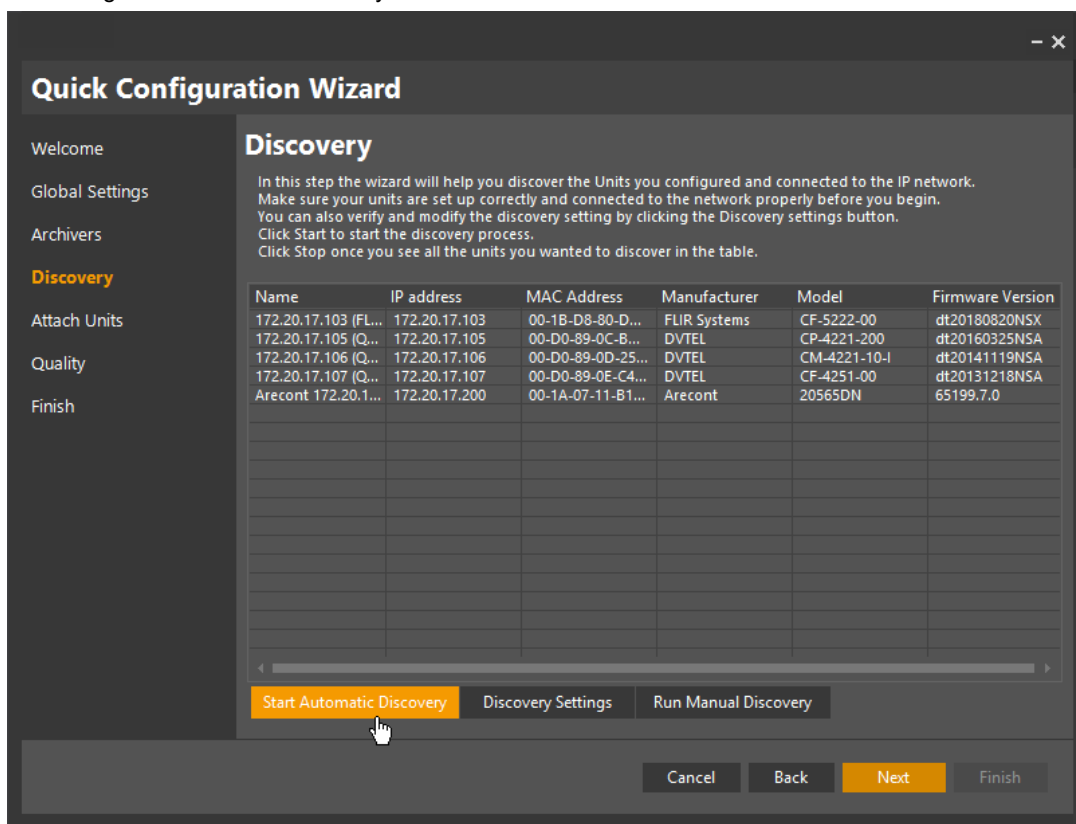 Quick Configuration Wizard
Welcome
Global Settings
Archivers
Discovery
Attach Units
Quality
Finish
Discovery
In this step the wizard will help you discover the Units you configured and connected to the IP network.
Make sure your units are set up correctly and connected to the network properly before you begin.
You can also verify and modify the discovery setting by clicking the Discovery settings button.
Click Start to start the discovery process.
Click Stop once you see all the units you wanted to discover in the table.
Name IP address MAC Address Manufacturer Model Firmware Version
172.20.17.103 (FL... 172.20.17.103 00-1B-D8-80-D... FLIR Systems CF-5222-00 dt20180820NSX
172.20.17.105 (Q... 172.20.17.105 00-D0-89-0C-B... DVTEL CP-4221-200 dt20160325NSA
172.20.17.106 (Q... 172.20.17.106 00-D0-89-0D-25... DVTEL CM-4221-10-I dt20141119NSA
172.20.17.107 (Q... 172.20.17.107 00-D0-89-0E-C4... DVTEL CF-4251-00 dt20131218NSA
Arecont 172.20.1... 172.20.17.200 00-1A-07-11-B1... Arecont 20565DN 65199.7.0
Start Automatic Discovery Discovery Settings Run Manual Discovery
Cancel Back Next Finish